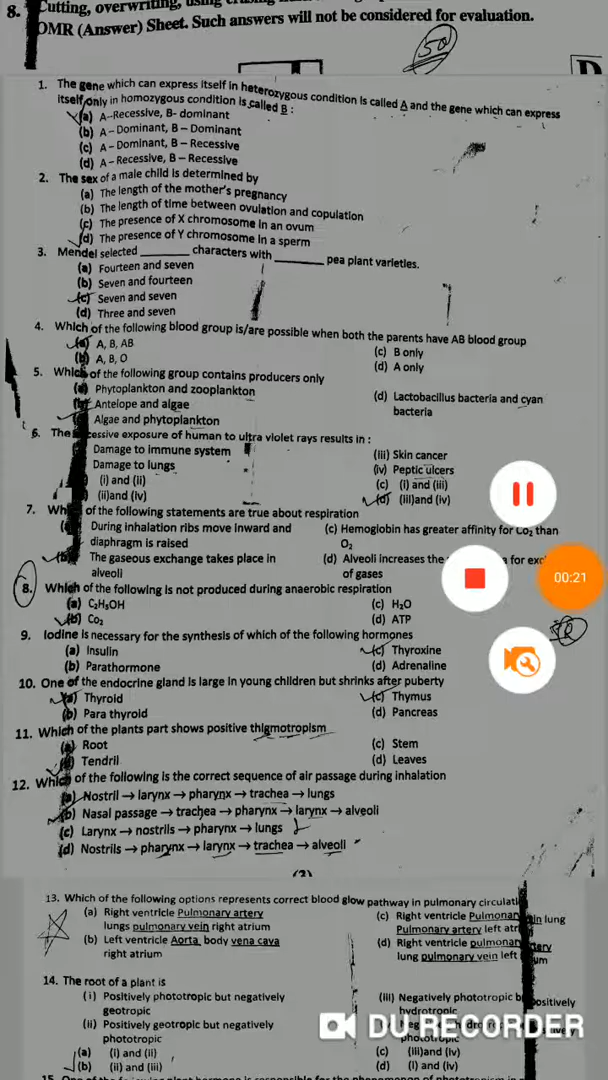 8. Cutting, overwriting, using
OMR (Answer) Sheet. Such answers will not be considered for evaluation.
50
1. The gene which can express itself in heterozygous condition is called A and the gene which can express
itself only in homozygous condition is called B :
(a) A–Recessive, B- dominant
(b) A – Dominant, B – Dominant
(c) A – Dominant, B – Recessive
(d) A – Recessive, B – Recessive
2. The sex of a male child is determined by
(a) The length of the mother's pregnancy
(b) The length of time between ovulation and copulation
(c) The presence of X chromosome in an ovum
(d) The presence of Y chromosome in a sperm
3. Mendel selected ________ characters with ________ pea plant varieties.
(a) Fourteen and seven
(b) Seven and fourteen
(c) Seven and seven
(d) Three and seven
4. Which of the following blood group is/are possible when both the parents have AB blood group
(a) A, B, AB (c) B only
(b) A, B, O (d) A only
5. Which of the following group contains producers only
(a) Phytoplankton and zooplankton
(b) Antelope and algae (d) Lactobacillus bacteria and cyan
Algae and phytoplankton bacteria
6. The excessive exposure of human to ultra violet rays results in :
Damage to immune system (iii) Skin cancer
Damage to lungs (iv) Peptic ulcers
(i) and (ii) (c) (i) and (iii)
(ii)and (iv) (d) (iii)and (iv)
7. Which of the following statements are true about respiration
During inhalation ribs move inward and (c) Hemoglobin has greater affinity for Co₂ than
diaphragm is raised O₂
(b) The gaseous exchange takes place in (d) Alveoli increases the for
alveoli of gases
00:21
8. Which of the following is not produced during anaerobic respiration
(a) C₂H₅OH (c) H₂O
(b) Co₂ (d) ATP
9. Iodine is necessary for the synthesis of which of the following hormones
(a) Insulin (c) Thyroxine
(b) Parathormone (d) Adrenaline
10. One of the endocrine gland is large in young children but shrinks after puberty
(a) Thyroid (c) Thymus
(b) Para thyroid (d) Pancreas
11. Which of the plants part shows positive thigmotropism
(a) Root (c) Stem
Tendril (d) Leaves
12. Which of the following is the correct sequence of air passage during inhalation
(a) Nostril → larynx → pharynx → trachea → lungs
(b) Nasal passage → trachea → pharynx → larynx → alveoli
(c) Larynx → nostrils → pharynx → lungs
(d) Nostrils → pharynx → larynx → trachea → alveoli
13. Which of the following options represents correct blood glow pathway in pulmonary
(a) Right ventricle Pulmonary artery (c) Right ventricle lung
lungs pulmonary vein right atrium Pulmonary artery left
(b) Left ventricle Aorta body vena cava (d) Right ventricle
right atrium lung pulmonary vein left
14. The root of a plant is
(i) Positively phototropic but negatively (iii) Negatively phototropic positively
geotropic hydrotropic
(ii) Positively geotropic but negatively
phototropic phototropic
DU RECORDER
(a) (i) and (ii) (c) (iii)and (iv)
(b) (ii) and (iii) (d) (i) and (iv)